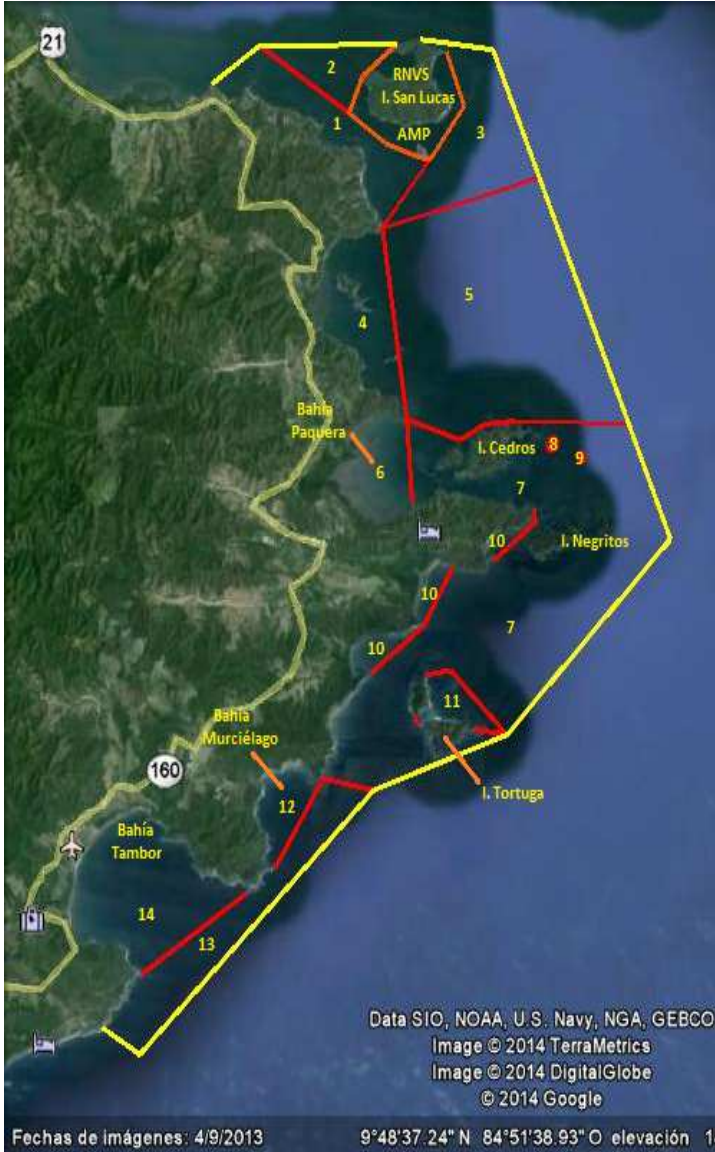 21
2
RNVS
I. San Lucas
1
AMP
3
5
4
Bahía
Paquera
6
I. Cedros
8
9
7
10
I. Negritos
10
7
10
11
Bahía
Murciélago
160
I. Tortuga
12
Bahía
Tambor
14
13
Data SIO, NOAA, U.S. Navy, NGA, GEBCO
Image © 2014 TerraMetrics
Image © 2014 DigitalGlobe
© 2014 Google
Fechas de imágenes: 4/9/2013 9°48'37.24" N 84°51'38.93" O elevación 1